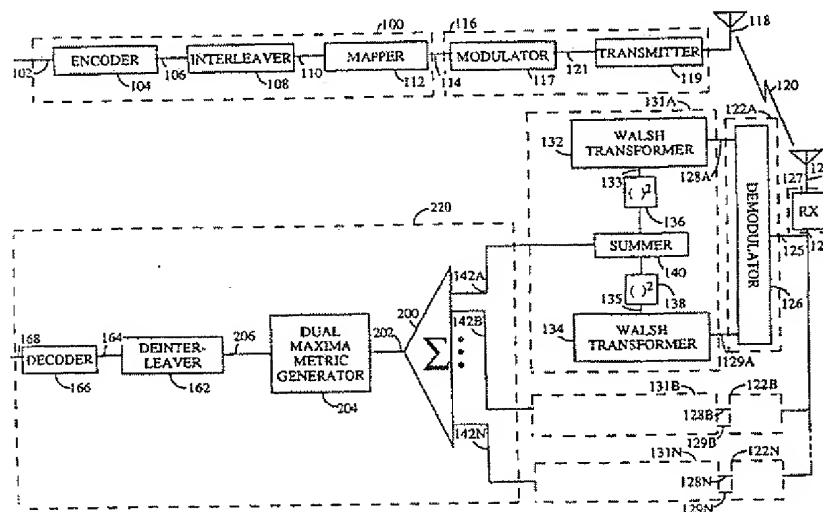 100
116
118
ENCODER
INTERLEAVER
MAPPER
MODULATOR
TRANSMITTER
102
104
106
108
110
112
114
117
121
119
120
131A
122A
132
WALSH
TRANSFORMER
128A
133
( )²
136
127
RX
125
DEMODULATOR
126
220
SUMMER
140
142A
( )²
135
138
134
WALSH
TRANSFORMER
129A
200
142B
168
164
206
202
DECODER
DEINTER-
LEAVER
DUAL
MAXIMA
METRIC
GENERATOR
Σ
166
162
204
131B
122B
128B
129B
142N
131N
122N
128N
129N